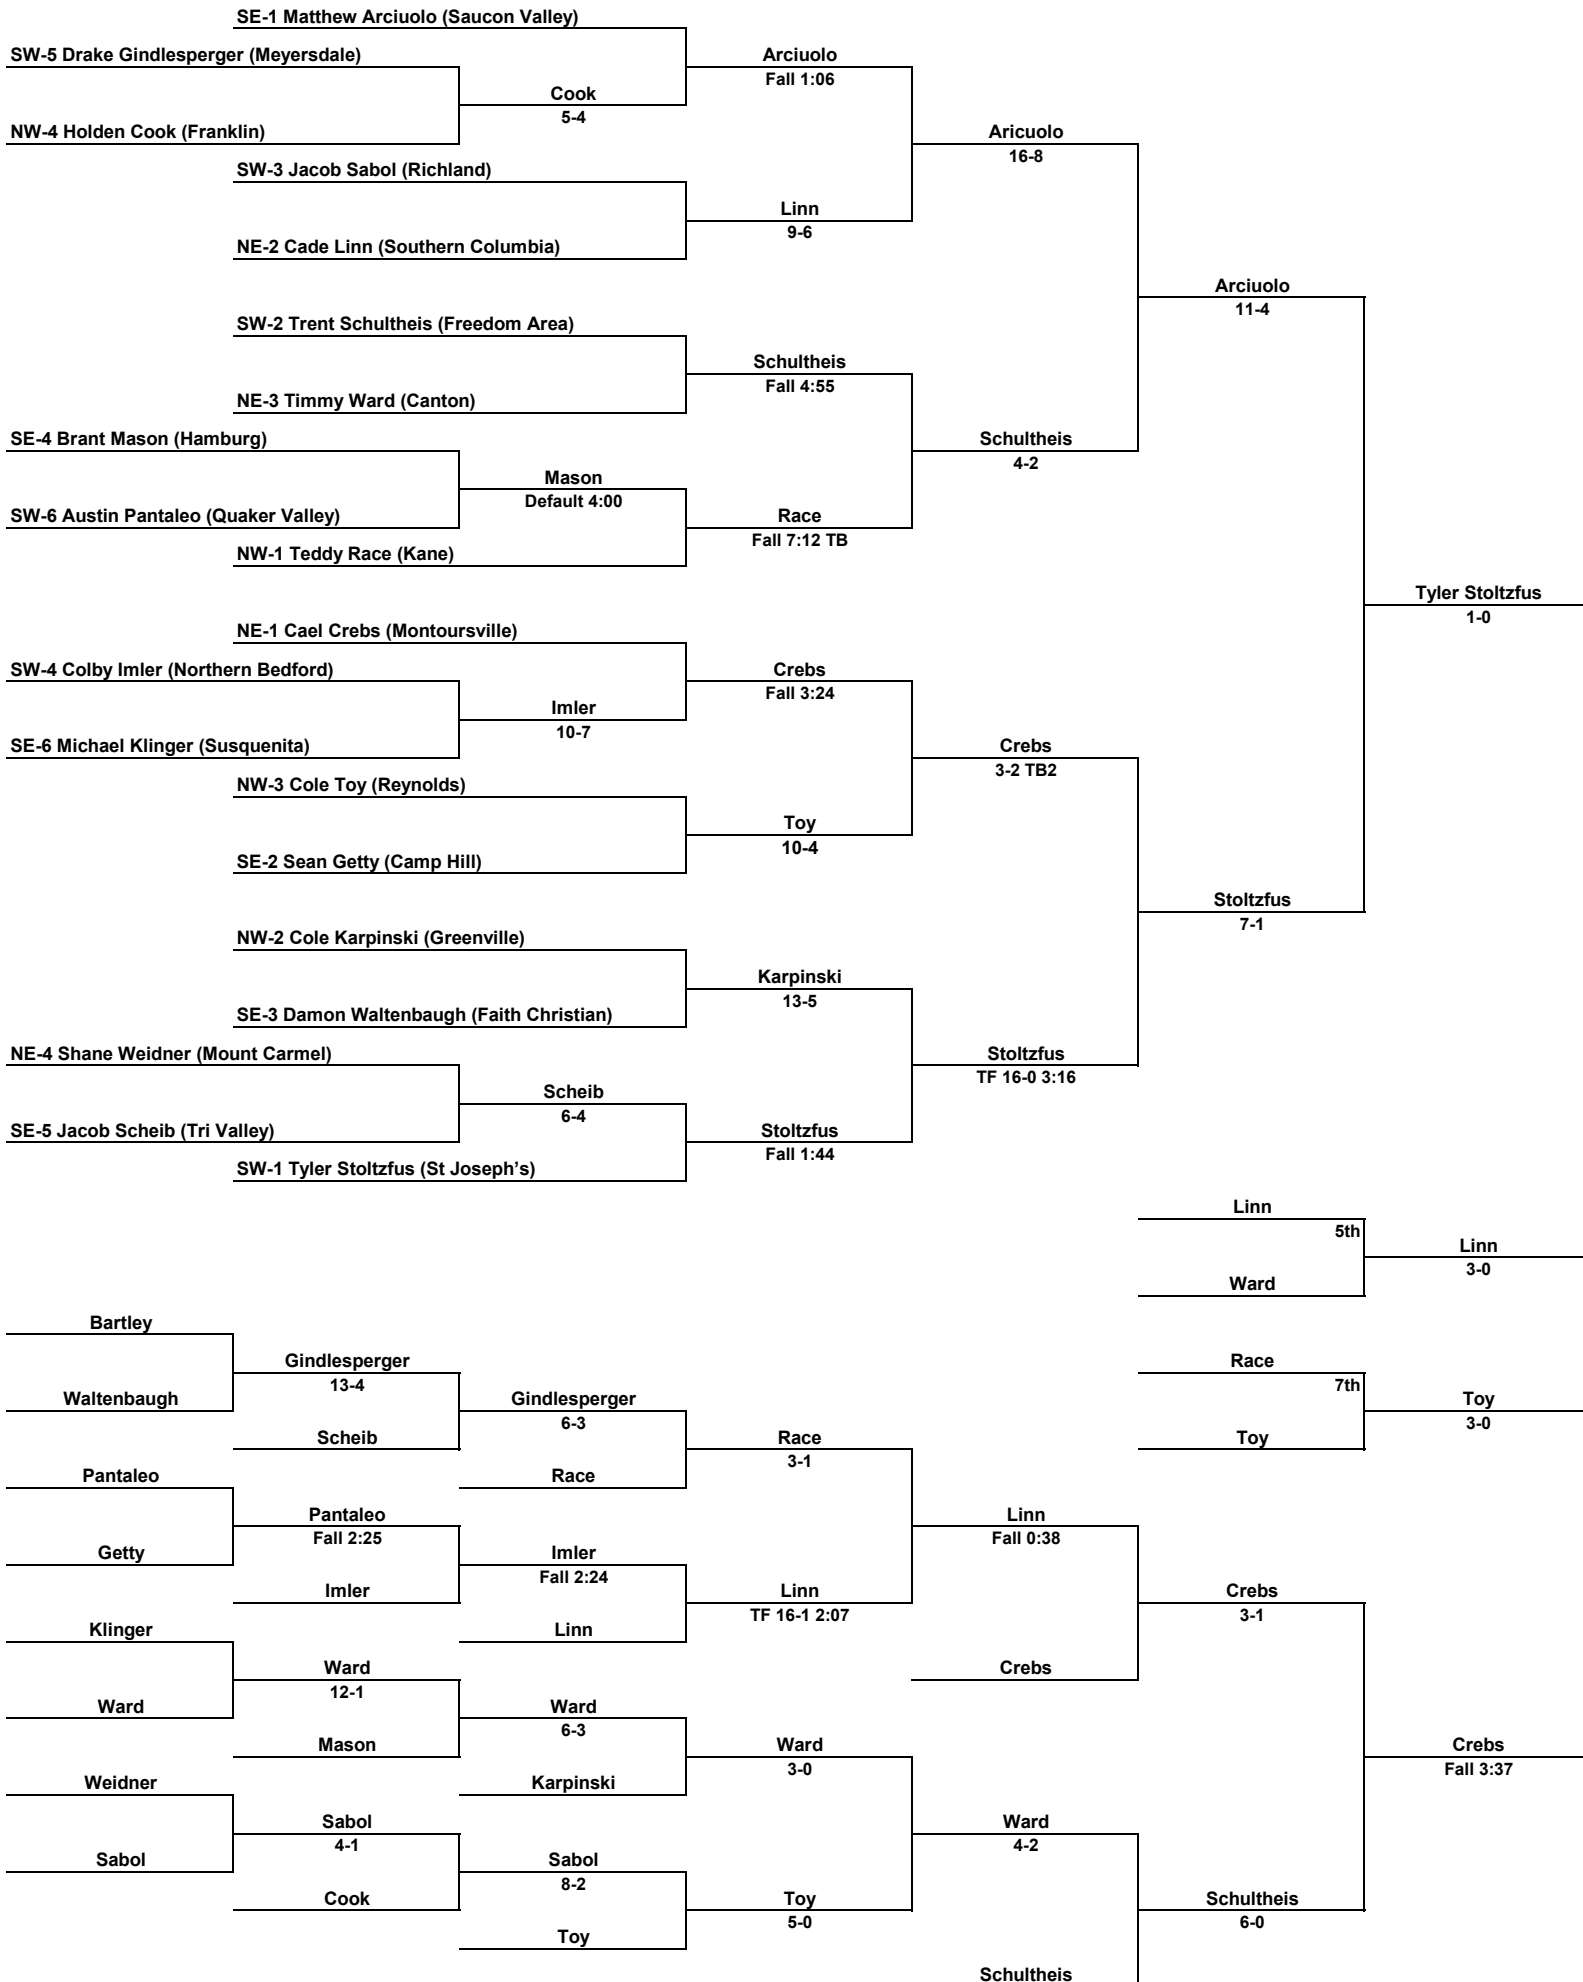 SE-1 Matthew Arciuolo (Saucon Valley)
SW-5 Drake Gindlesperger (Meyersdale)
Arciuolo
Fall 1:06
Cook
5-4
NW-4 Holden Cook (Franklin)
Aricuolo
16-8
SW-3 Jacob Sabol (Richland)
Linn
9-6
NE-2 Cade Linn (Southern Columbia)
Arciuolo
11-4
SW-2 Trent Schultheis (Freedom Area)
Schultheis
Fall 4:55
NE-3 Timmy Ward (Canton)
SE-4 Brant Mason (Hamburg)
Schultheis
4-2
Mason
Default 4:00
SW-6 Austin Pantaleo (Quaker Valley)
Race
Fall 7:12 TB
NW-1 Teddy Race (Kane)
Tyler Stoltzfus
1-0
NE-1 Cael Crebs (Montoursville)
SW-4 Colby Imler (Northern Bedford)
Crebs
Fall 3:24
Imler
10-7
SE-6 Michael Klinger (Susquenita)
Crebs
3-2 TB2
NW-3 Cole Toy (Reynolds)
Toy
10-4
SE-2 Sean Getty (Camp Hill)
Stoltzfus
7-1
NW-2 Cole Karpinski (Greenville)
Karpinski
13-5
SE-3 Damon Waltenbaugh (Faith Christian)
NE-4 Shane Weidner (Mount Carmel)
Stoltzfus
TF 16-0 3:16
Scheib
6-4
SE-5 Jacob Scheib (Tri Valley)
Stoltzfus
Fall 1:44
SW-1 Tyler Stoltzfus (St Joseph’s)
Linn
5th
Linn
3-0
Ward
Bartley
Gindlesperger
13-4
Race
7th
Waltenbaugh
Gindlesperger
6-3
Toy
3-0
Scheib
Race
3-1
Toy
Pantaleo
Race
Pantaleo
Fall 2:25
Linn
Fall 0:38
Getty
Imler
Fall 2:24
Imler
Linn
TF 16-1 2:07
Crebs
3-1
Klinger
Linn
Ward
12-1
Crebs
Ward
Ward
6-3
Mason
Ward
3-0
Crebs
Fall 3:37
Weidner
Karpinski
Sabol
4-1
Ward
4-2
Sabol
Sabol
8-2
Cook
Toy
5-0
Schultheis
6-0
Toy
Schultheis